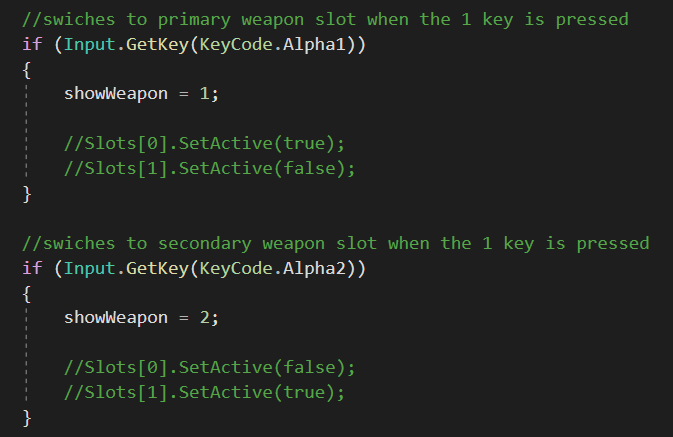 //swiches to primary weapon slot when the 1 key is pressed
if (Input.GetKey(KeyCode.Alpha1))
{
    showWeapon = 1;

    //Slots[0].SetActive(true);
    //Slots[1].SetActive(false);
}

//swiches to secondary weapon slot when the 1 key is pressed
if (Input.GetKey(KeyCode.Alpha2))
{
    showWeapon = 2;

    //Slots[0].SetActive(false);
    //Slots[1].SetActive(true);
}